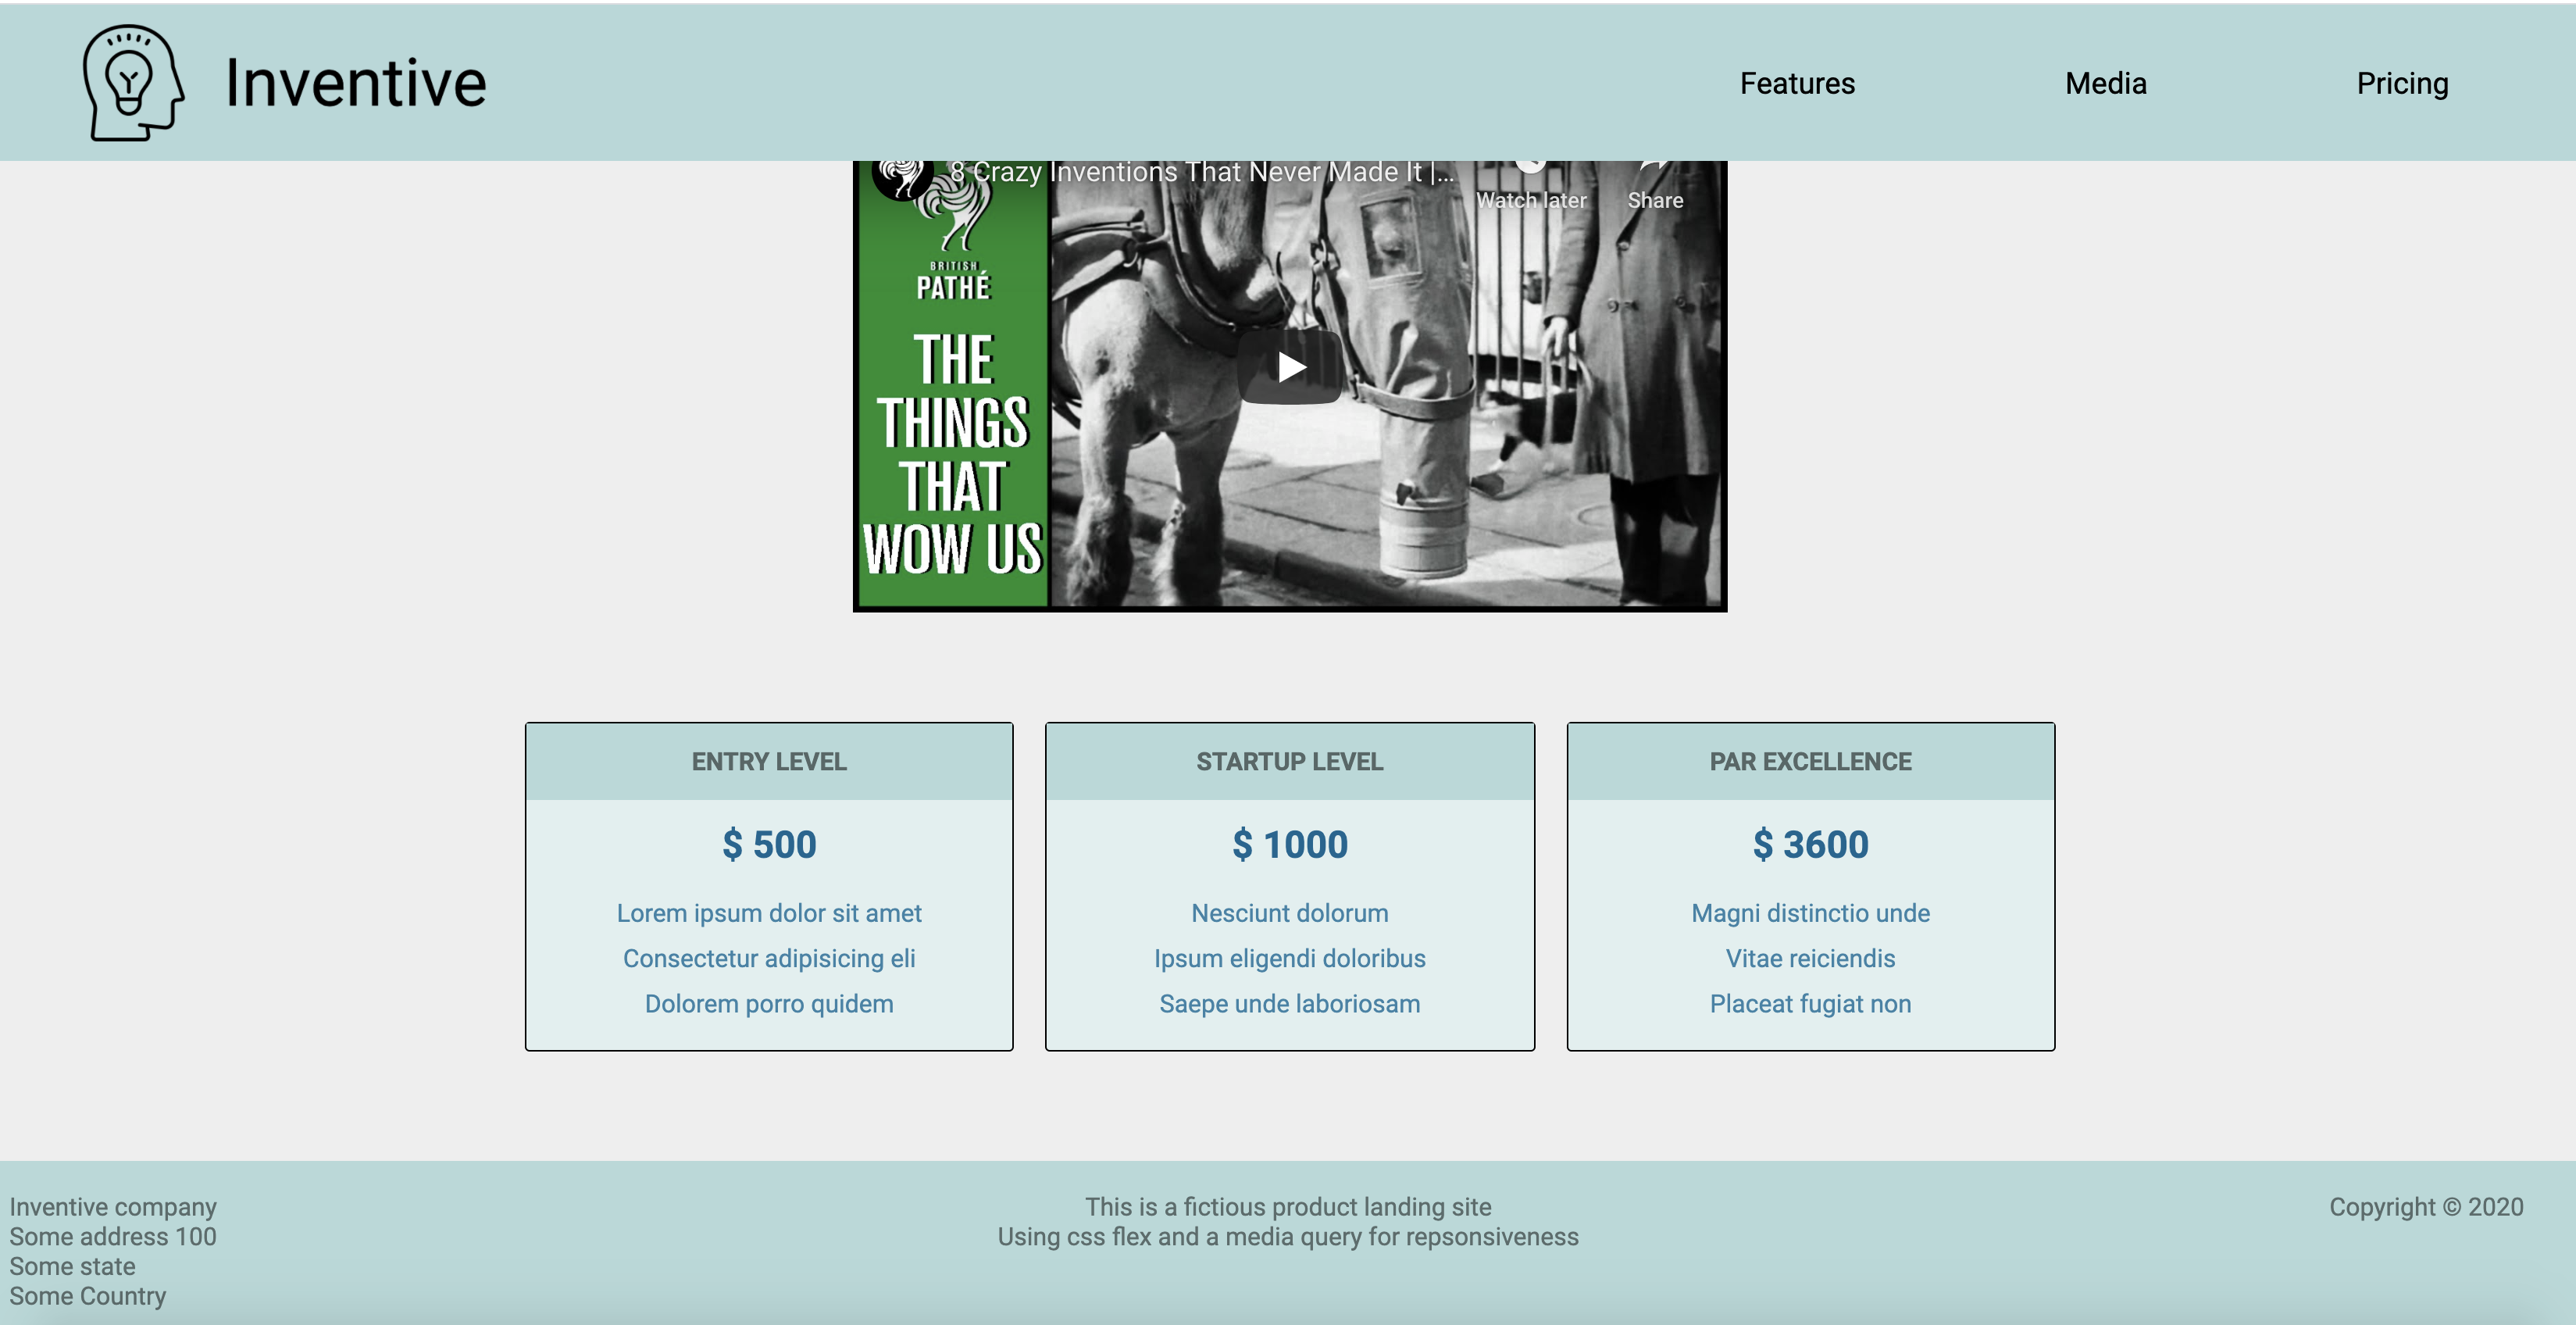 Inventive
Features
Media
Pricing
8 Crazy Inventions That Never Made It |...
Watch later
Share
BRITISH
PATHÉ
THE
THINGS
THAT
WOW US
ENTRY LEVEL
$ 500
Lorem ipsum dolor sit amet
Consectetur adipisicing eli
Dolorem porro quidem
STARTUP LEVEL
$ 1000
Nesciunt dolorum
Ipsum eligendi doloribus
Saepe unde laboriosam
PAR EXCELLENCE
$ 3600
Magni distinctio unde
Vitae reiciendis
Placeat fugiat non
Inventive company
Some address 100
Some state
Some Country
This is a fictious product landing site
Using css flex and a media query for repsonsiveness
Copyright © 2020